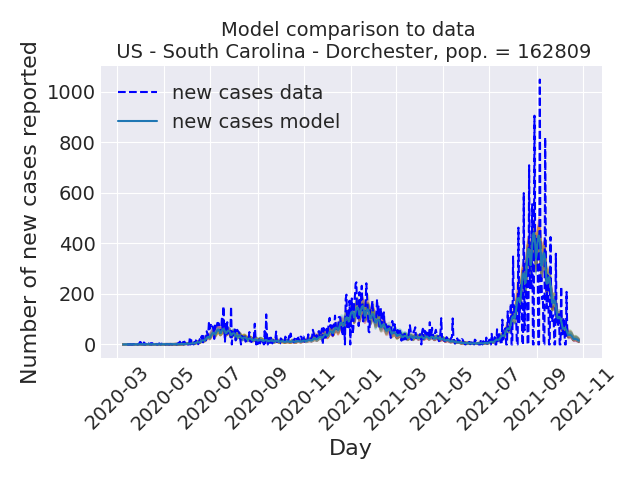 Model comparison to data
US - South Carolina - Dorchester, pop. = 162809
Number of new cases reported
1000
800
600
400
200
0
new cases data
new cases model
2020-03
2020-05
2020-07
2020-09
2020-11
2021-01
2021-03
2021-05
2021-07
2021-09
2021-11
Day